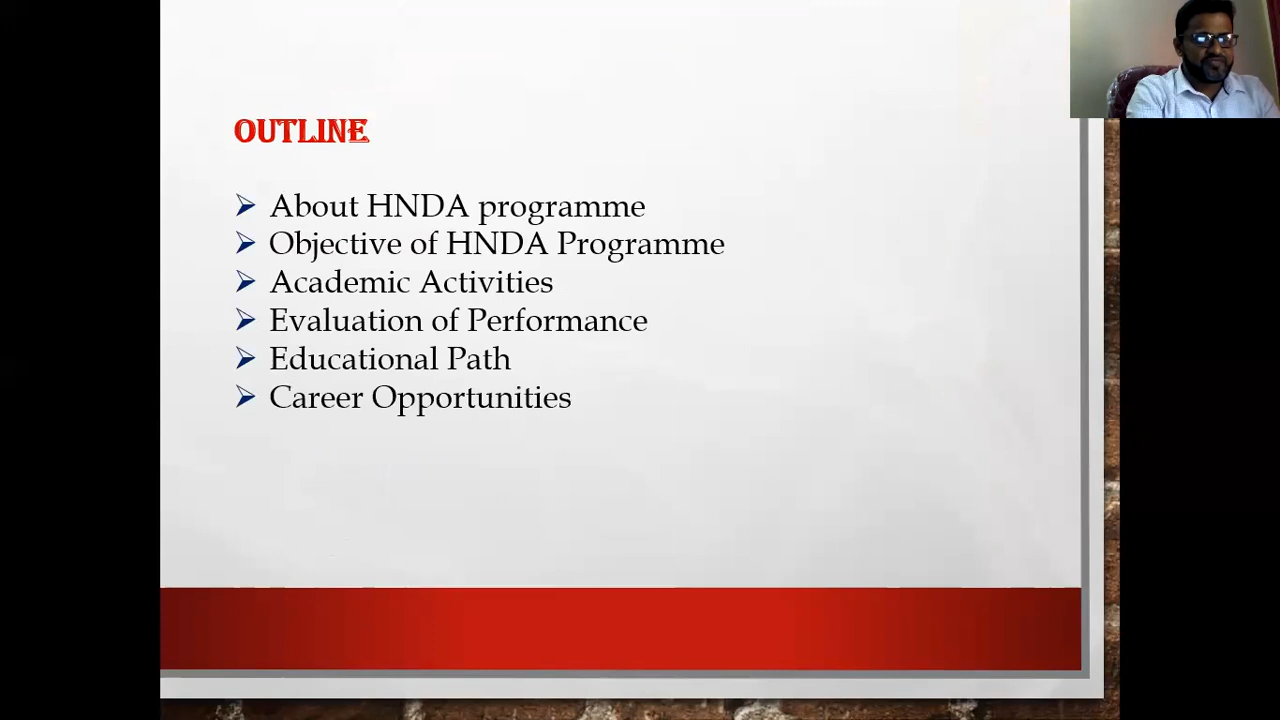 OUTLINE
About HNDA programme
Objective of HNDA Programme
Academic Activities
Evaluation of Performance
Educational Path
Career Opportunities